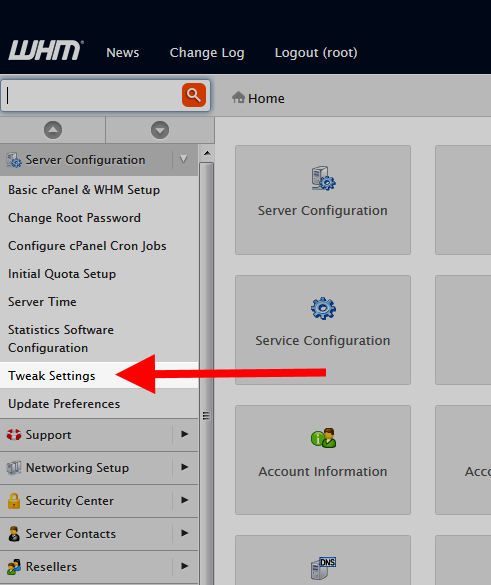 WHM News Change Log Logout (root)
Home
Server Configuration
Basic cPanel & WHM Setup
Change Root Password
Configure cPanel Cron Jobs
Initial Quota Setup
Server Time
Statistics Software
Configuration
Tweak Settings
Update Preferences
Support
Networking Setup
Security Center
Server Contacts
Resellers
Server Configuration
Service Configuration
Account Information
Acco
DNS